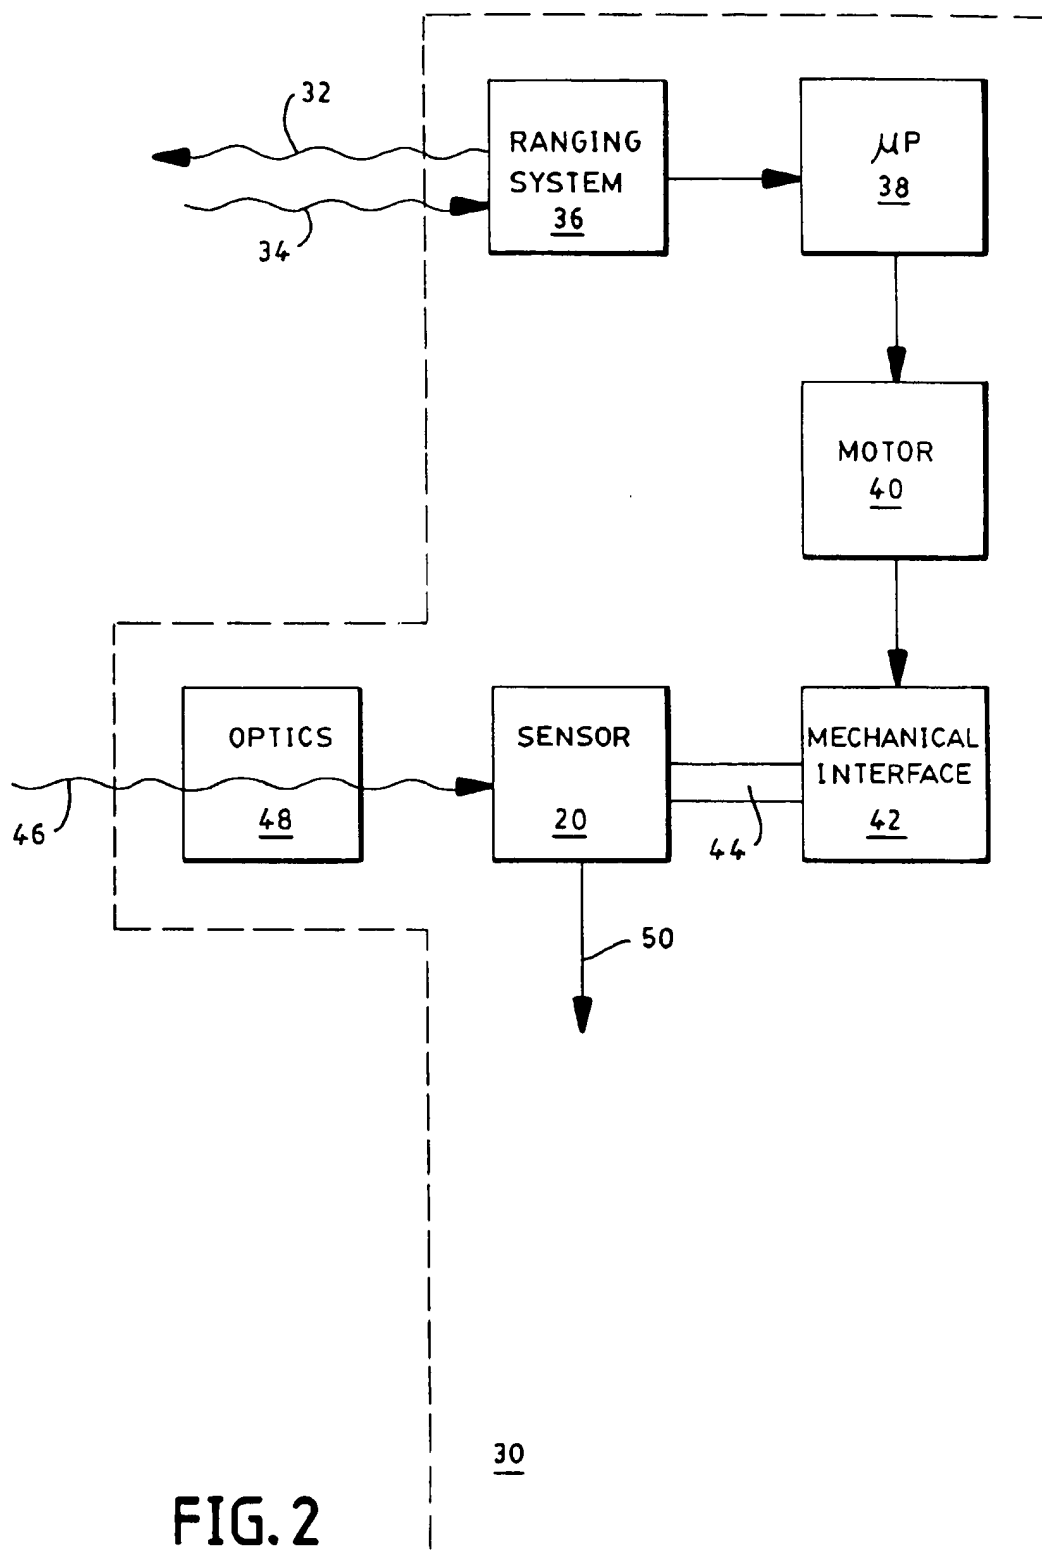 32
RANGING
SYSTEM
36
μP
38
34
MOTOR
40
OPTICS
48
SENSOR
20
MECHANICAL
INTERFACE
42
46
44
50
30
FIG. 2